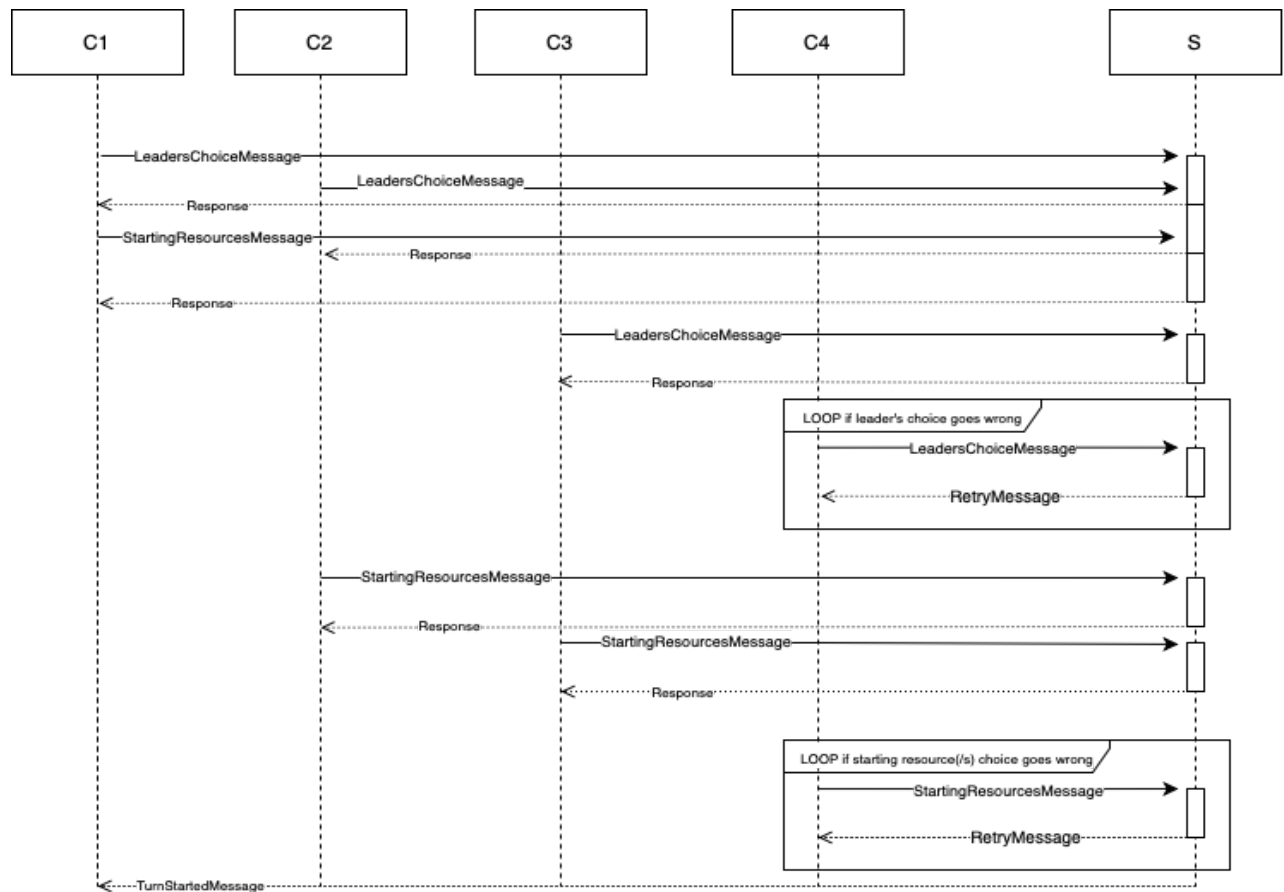 C1
C2
C3
C4
S
LeadersChoiceMessage
LeadersChoiceMessage
Response
StartingResourcesMessage
Response
Response
LeadersChoiceMessage
Response
LOOP if leader's choice goes wrong
LeadersChoiceMessage
RetryMessage
StartingResourcesMessage
Response
StartingResourcesMessage
Response
LOOP if starting resource(/s) choice goes wrong
StartingResourcesMessage
RetryMessage
TurnStartedMessage